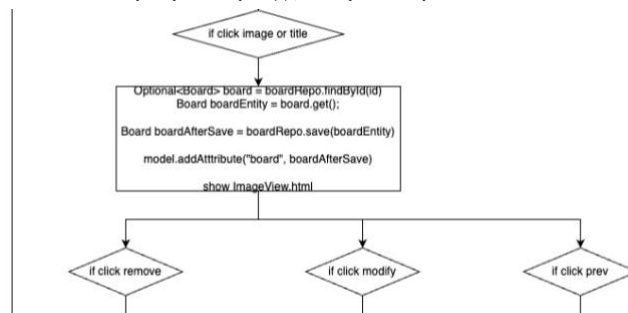 if click image or title
Optional<Board> board = boardRepo.findById(id)
Board boardEntity = board.get();
Board boardAfterSave = boardRepo.save(boardEntity)
model.addAtttribute("board", boardAfterSave)
show ImageView.html
if click remove
if click modify
if click prev